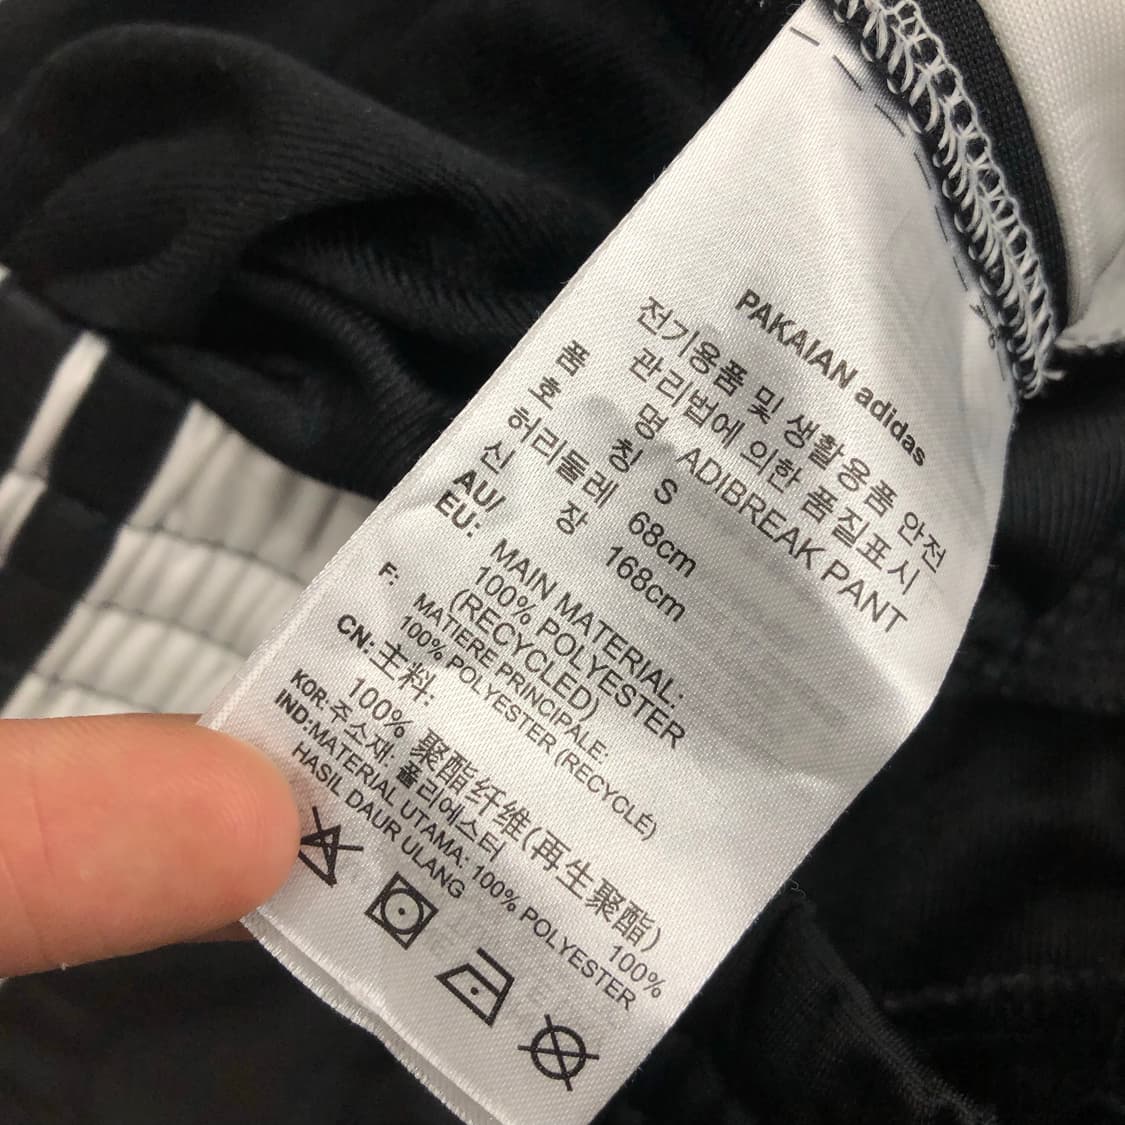 PAKAIAN adidas
전기용품 및 생활용품 안전
관리법에 의한 품질표시
품 명 ADIBREAK PANT
호 칭 S
허리둘레 68cm
신 장 168cm
AU/
EU: MAIN MATERIAL:
100% POLYESTER
(RECYCLED)
F: MATIERE PRINCIPALE:
100% POLYESTER (RECYCLÉ)
CN: 主料:
100% 聚酯纤维(再生聚酯)
KOR: 주소재: 폴리에스터 100%
IND: MATERIAL UTAMA: 100% POLYESTER
HASIL DAUR ULANG